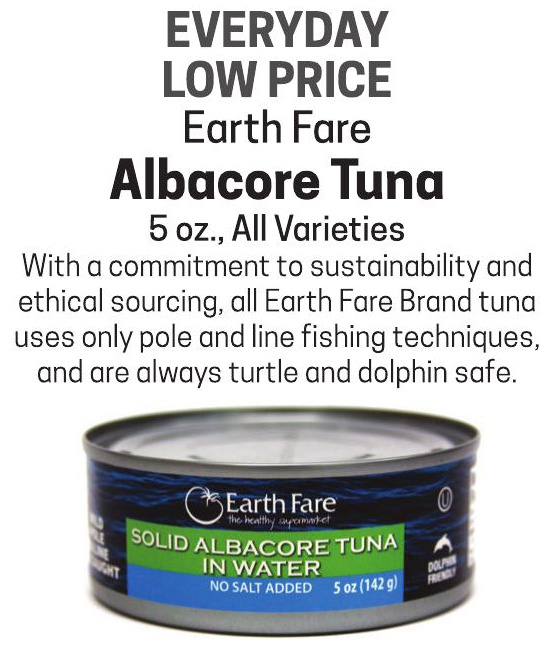 EVERYDAY
LOW PRICE
Earth Fare
Albacore Tuna
5 oz., All Varieties
With a commitment to sustainability and
ethical sourcing, all Earth Fare Brand tuna
uses only pole and line fishing techniques,
and are always turtle and dolphin safe.
Earth Fare
the healthy supermarket
SOLID ALBACORE TUNA
IN WATER
NO SALT ADDED 5 oz (142 g)
U
DOLPHIN
FRIENDLY